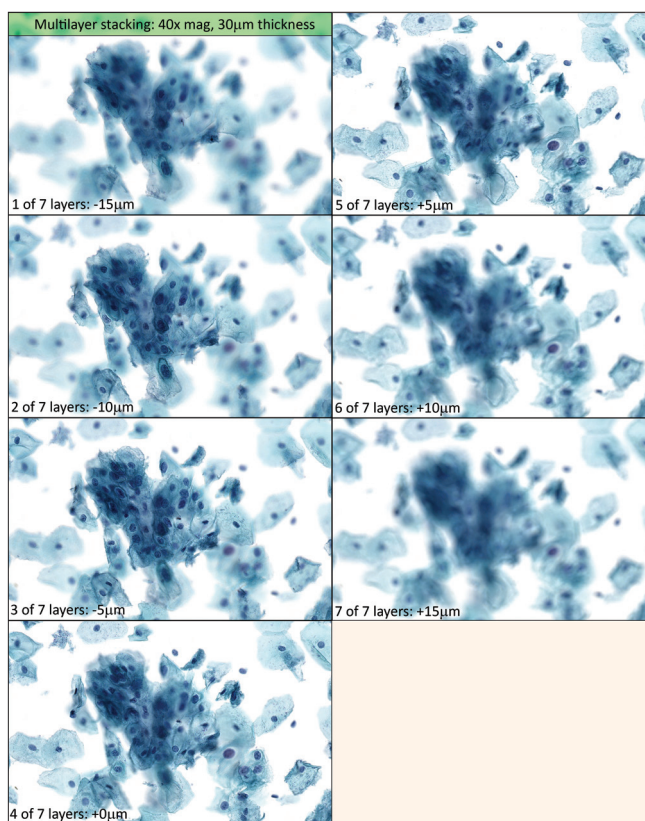 Multilayer stacking: 40x mag, 30µm thickness
1 of 7 layers: -15µm
2 of 7 layers: -10µm
3 of 7 layers: -5µm
4 of 7 layers: +0µm
5 of 7 layers: +5µm
6 of 7 layers: +10µm
7 of 7 layers: +15µm